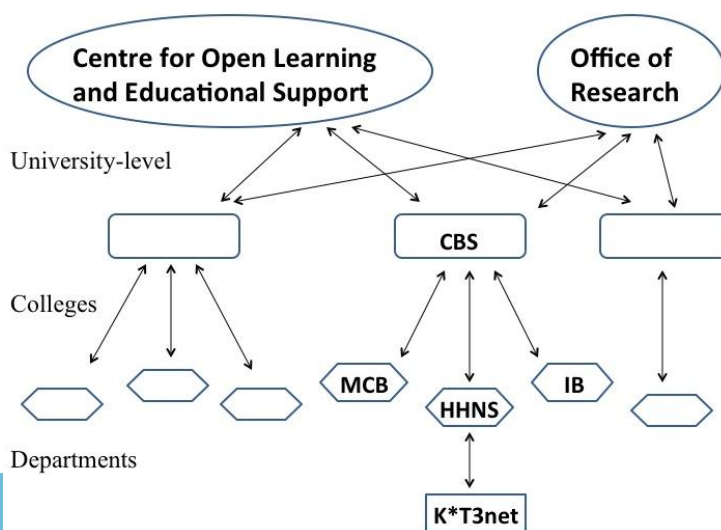 Centre for Open Learning
and Educational Support
Office of
Research
University-level
CBS
Colleges
MCB
HHNS
IB
Departments
K*T3net